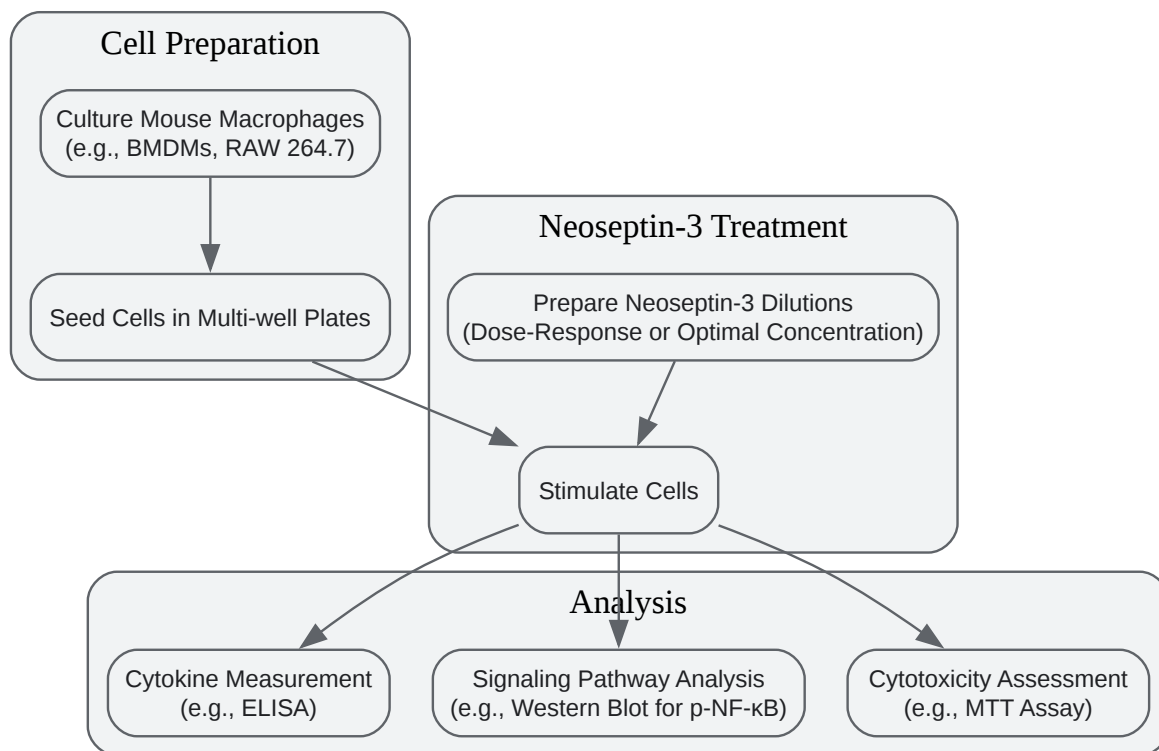 Cell Preparation
Culture Mouse Macrophages
(e.g., BMDMs, RAW 264.7)
Seed Cells in Multi-well Plates
Neoseptin-3 Treatment
Prepare Neoseptin-3 Dilutions
(Dose-Response or Optimal Concentration)
Stimulate Cells
Analysis
Cytokine Measurement
(e.g., ELISA)
Signaling Pathway Analysis
(e.g., Western Blot for p-NF-κB)
Cytotoxicity Assessment
(e.g., MTT Assay)